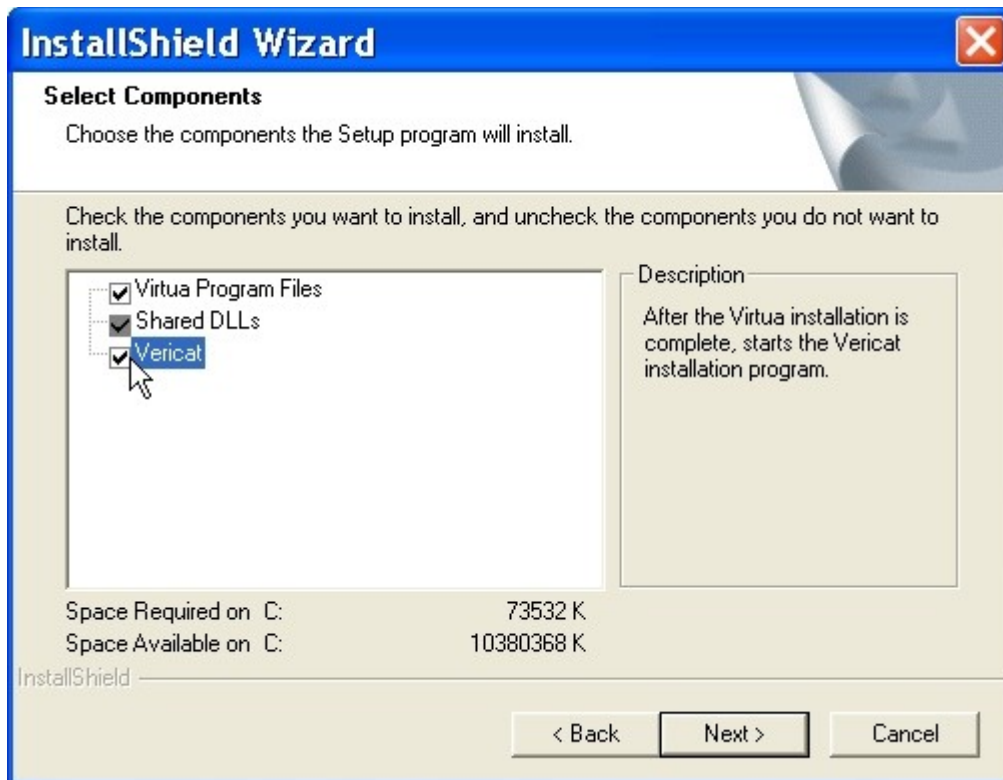 InstallShield Wizard
Select Components
Choose the components the Setup program will install.
Check the components you want to install, and uncheck the components you do not want to
install.
Virtua Program Files
Shared DLLs
Vericat
Description
After the Virtua installation is
complete, starts the Vericat
installation program.
Space Required on C: 73532 K
Space Available on C: 10380368 K
InstallShield
< Back Next > Cancel